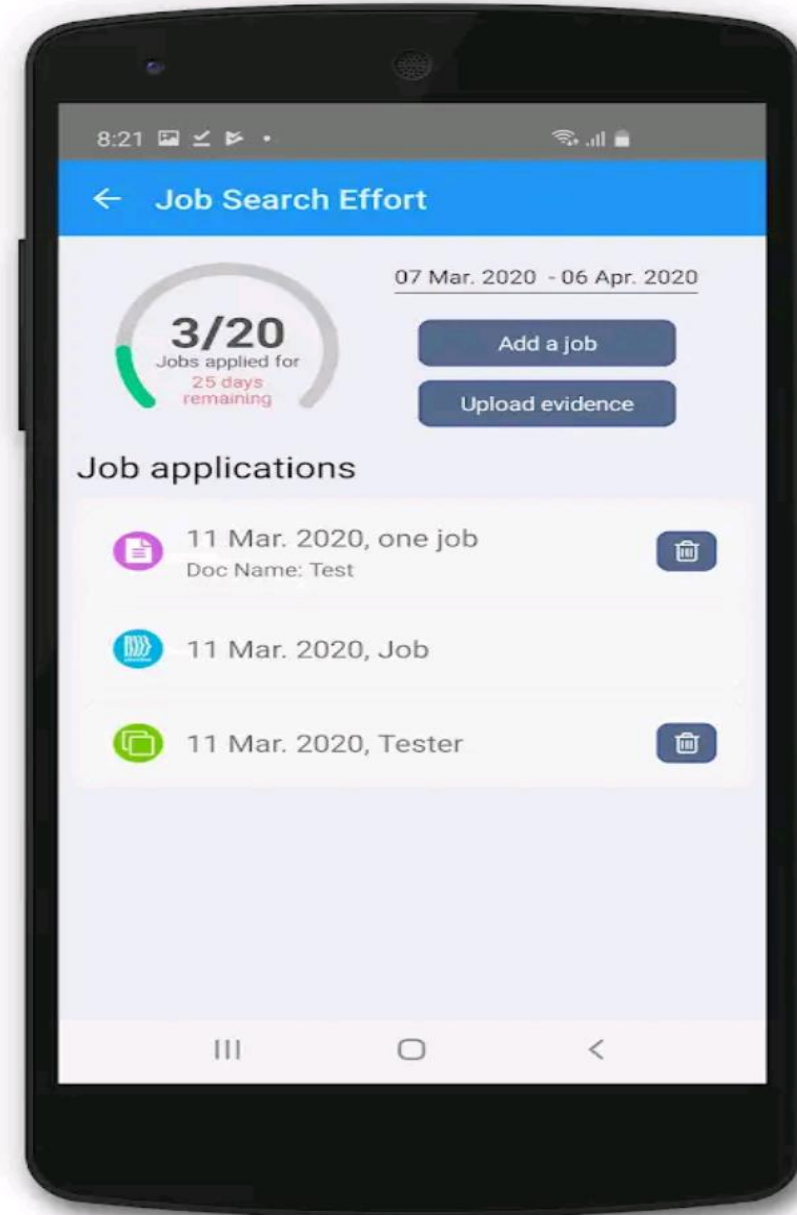 8:21
Job Search Effort
3/20
Jobs applied for
25 days
remaining
07 Mar. 2020 - 06 Apr. 2020
Add a job
Upload evidence
Job applications
11 Mar. 2020, one job
Doc Name: Test
11 Mar. 2020, Job
11 Mar. 2020, Tester